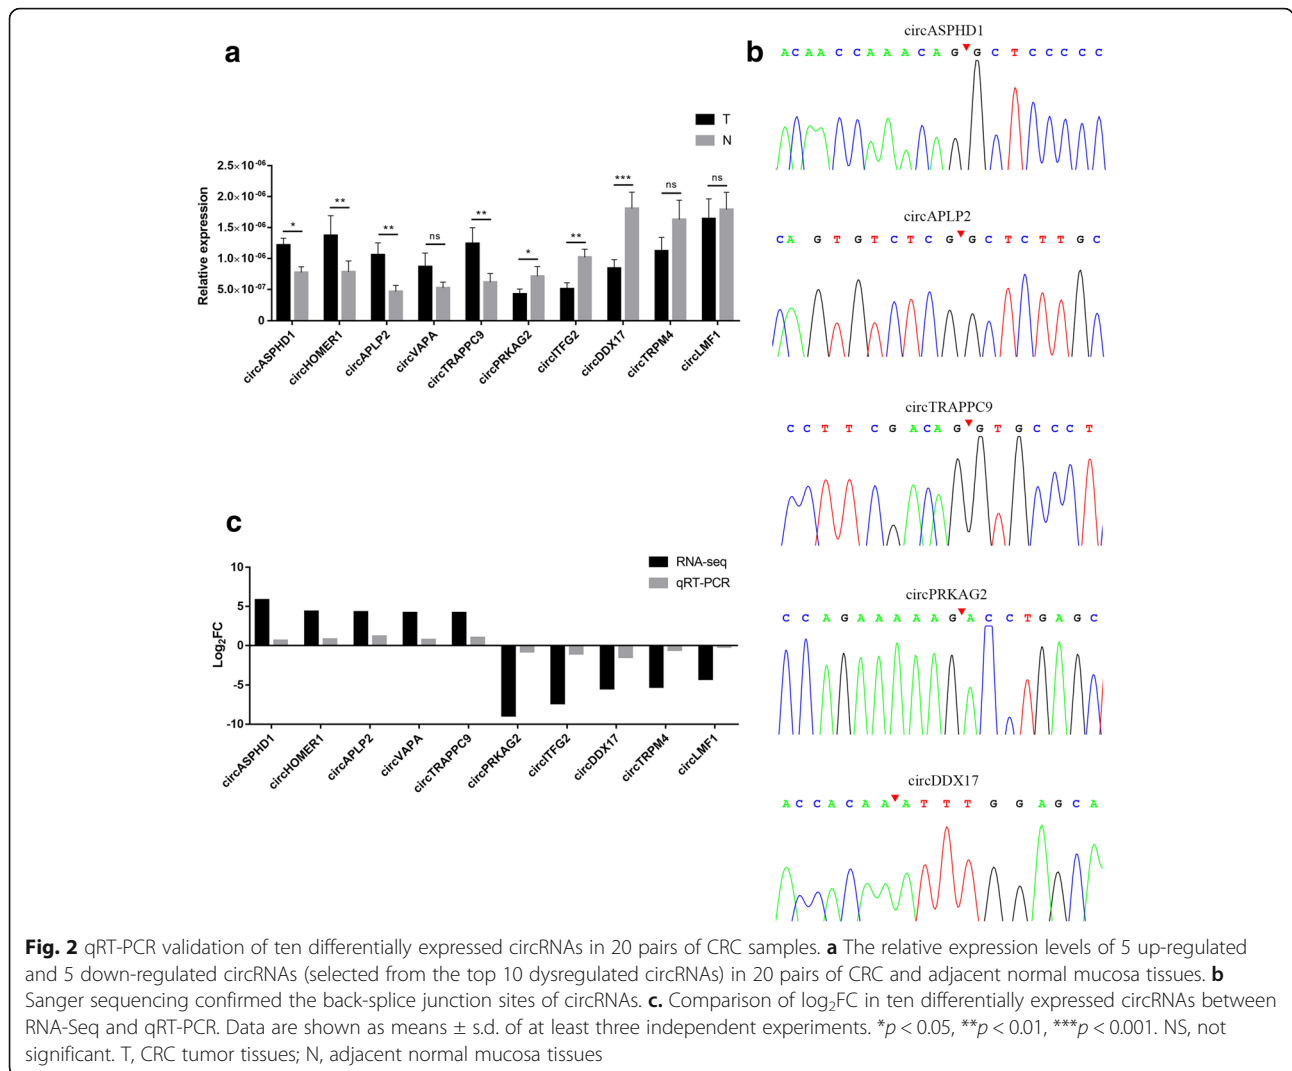 a
T
N
Relative expression
2.5×10-06
2.0×10-06
1.5×10-06
1.0×10-06
5.0×10-07
0
*
**
**
ns
**
*
**
***
ns
ns
circASPHD1
circHOMER1
circAPLP2
circVAPA
circTRAPPC9
circPRKAG2
circITFG2
circDDX17
circTRPM4
circLMF1
b
circASPHD1
A C A A C C A A A C A G G C T C C C C C
circAPLP2
C A G T G T C T C G G C T C T T G C
circTRAPPC9
C C T T C G A C A G G T G C C C T
circPRKAG2
C C A G A A A A A G A C C T G A G C
circDDX17
A C C A C A A A T T T G G A G C A
c
RNA-seq
qRT-PCR
Log2FC
10
5
0
-5
-10
circASPHD1
circHOMER1
circAPLP2
circVAPA
circTRAPPC9
circPRKAG2
circITFG2
circDDX17
circTRPM4
circLMF1
Fig. 2 qRT-PCR validation of ten differentially expressed circRNAs in 20 pairs of CRC samples. a The relative expression levels of 5 up-regulated
and 5 down-regulated circRNAs (selected from the top 10 dysregulated circRNAs) in 20 pairs of CRC and adjacent normal mucosa tissues. b
Sanger sequencing confirmed the back-splice junction sites of circRNAs. c. Comparison of log2FC in ten differentially expressed circRNAs between
RNA-Seq and qRT-PCR. Data are shown as means ± s.d. of at least three independent experiments. *p < 0.05, **p < 0.01, ***p < 0.001. NS, not
significant. T, CRC tumor tissues; N, adjacent normal mucosa tissues